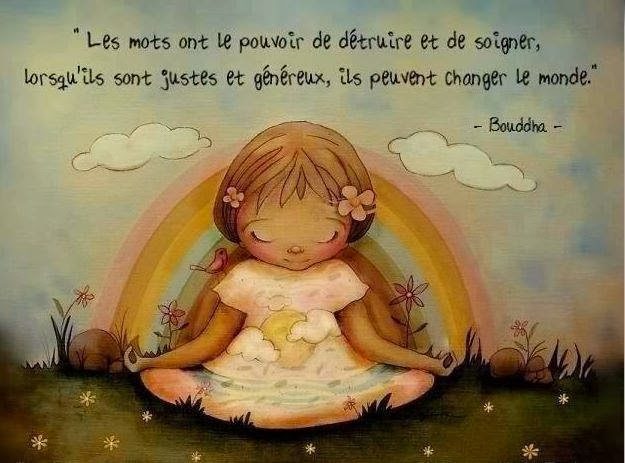 " Les mots ont le pouvoir de détruire et de soigner,
lorsqu'ils sont justes et généreux, ils peuvent changer le monde."
- Bouddha -